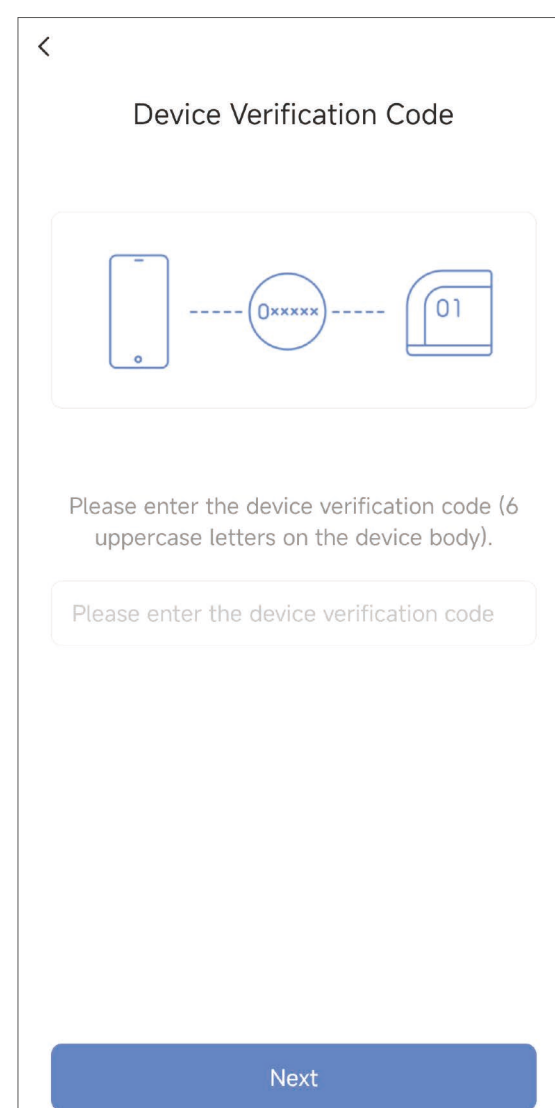 Device Verification Code
0xxxxx
01
Please enter the device verification code (6
uppercase letters on the device body).
Please enter the device verification code
Next